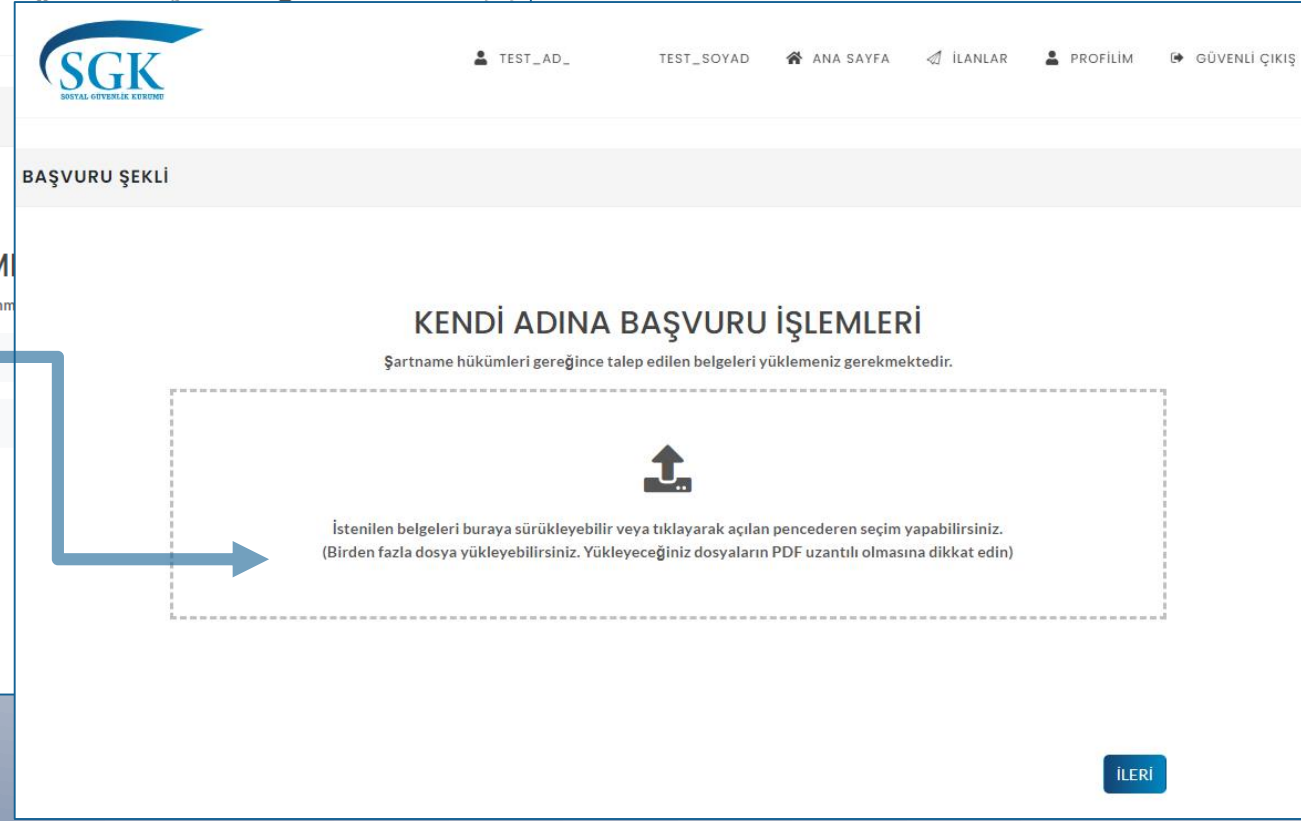 SGK
SOSYAL GÜVENLİK KURUMU
TEST_AD_ TEST_SOYAD ANA SAYFA İLANLAR PROFİLİM GÜVENLİ ÇIKIŞ
BAŞVURU ŞEKLİ
KENDİ ADINA BAŞVURU İŞLEMLERİ
Şartname hükümleri gereğince talep edilen belgeleri yüklemeniz gerekmektedir.
İstenilen belgeleri buraya sürükleyebilir veya tıklayarak açılan pencederen seçim yapabilirsiniz.
(Birden fazla dosya yükleyebilirsiniz. Yükleyeceğiniz dosyaların PDF uzantılı olmasına dikkat edin)
İLERİ